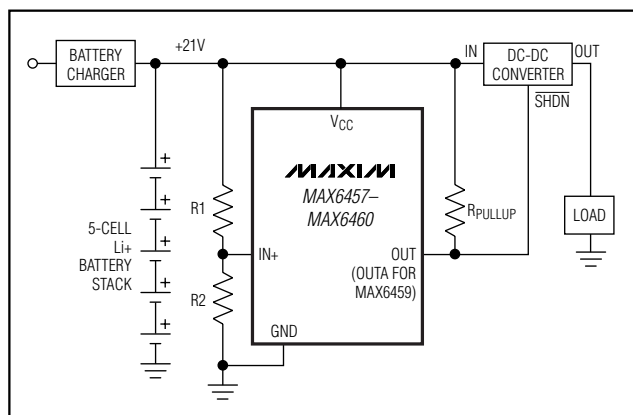 BATTERY
CHARGER
+21V
IN
DC-DC
CONVERTER
OUT
SHDN
VCC
MAXIM
MAX6457–
MAX6460
R1
RPULLUP
LOAD
5-CELL
Li+
BATTERY
STACK
+
+
+
+
+
IN+
OUT
(OUTA FOR
MAX6459)
R2
GND